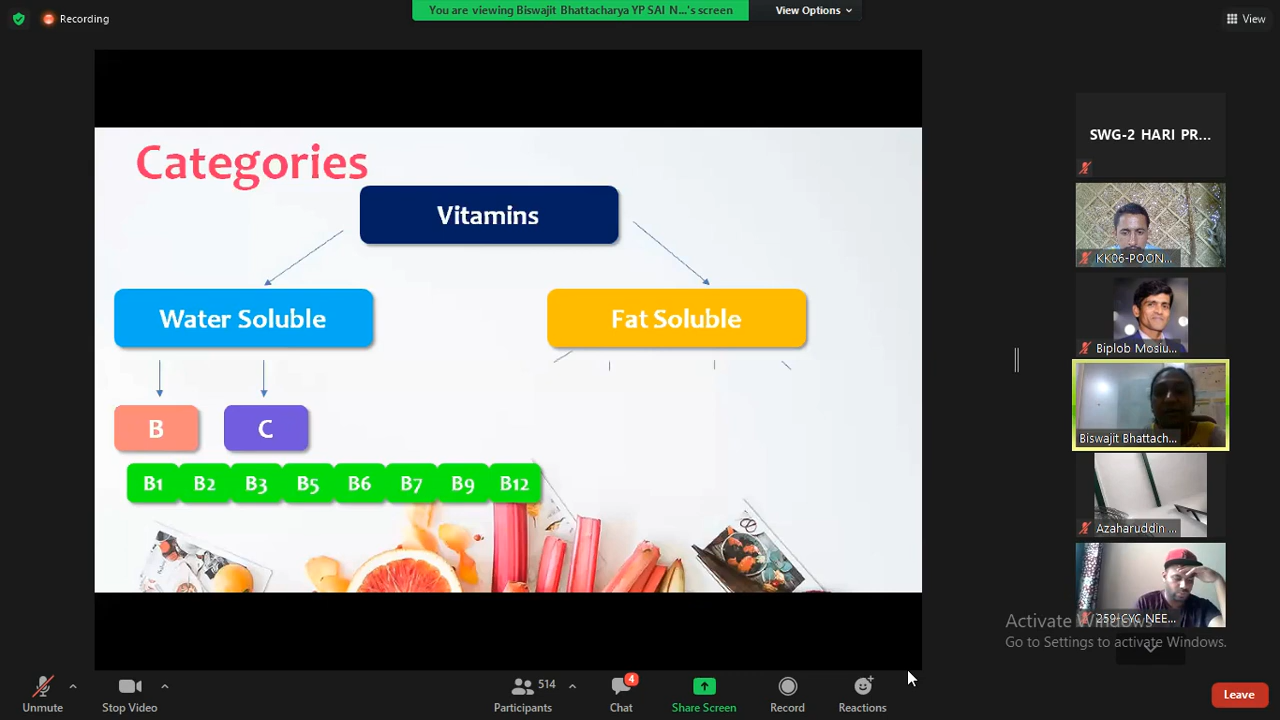 Recording
You are viewing Biswajit Bhattacharya YP SAI N...'s screen
View Options
View
Categories
Vitamins
Water Soluble
Fat Soluble
B
C
B1 B2 B3 B5 B6 B7 B9 B12
SWG-2 HARI PR...
KK06-POON...
Biplob Mosiu...
Biswajit Bhattach...
Azaharuddin ...
259-CYC NEE...
Activate Windows
Go to Settings to activate Windows.
Unmute
Stop Video
514
Participants
4
Chat
Share Screen
Record
Reactions
Leave